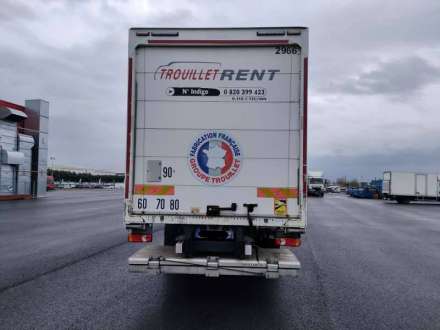 2966
TROUILLET RENT
N° Indigo 0 820 399 423
FABRICATION FRANÇAISE
GROUPE TROUILLET
90
60 70 80